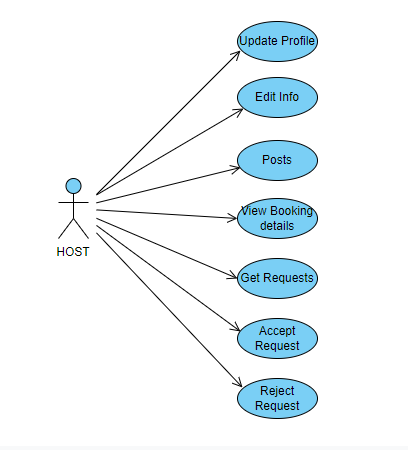 Update Profile
Edit Info
Posts
View Booking
details
HOST
Get Requests
Accept
Request
Reject
Request